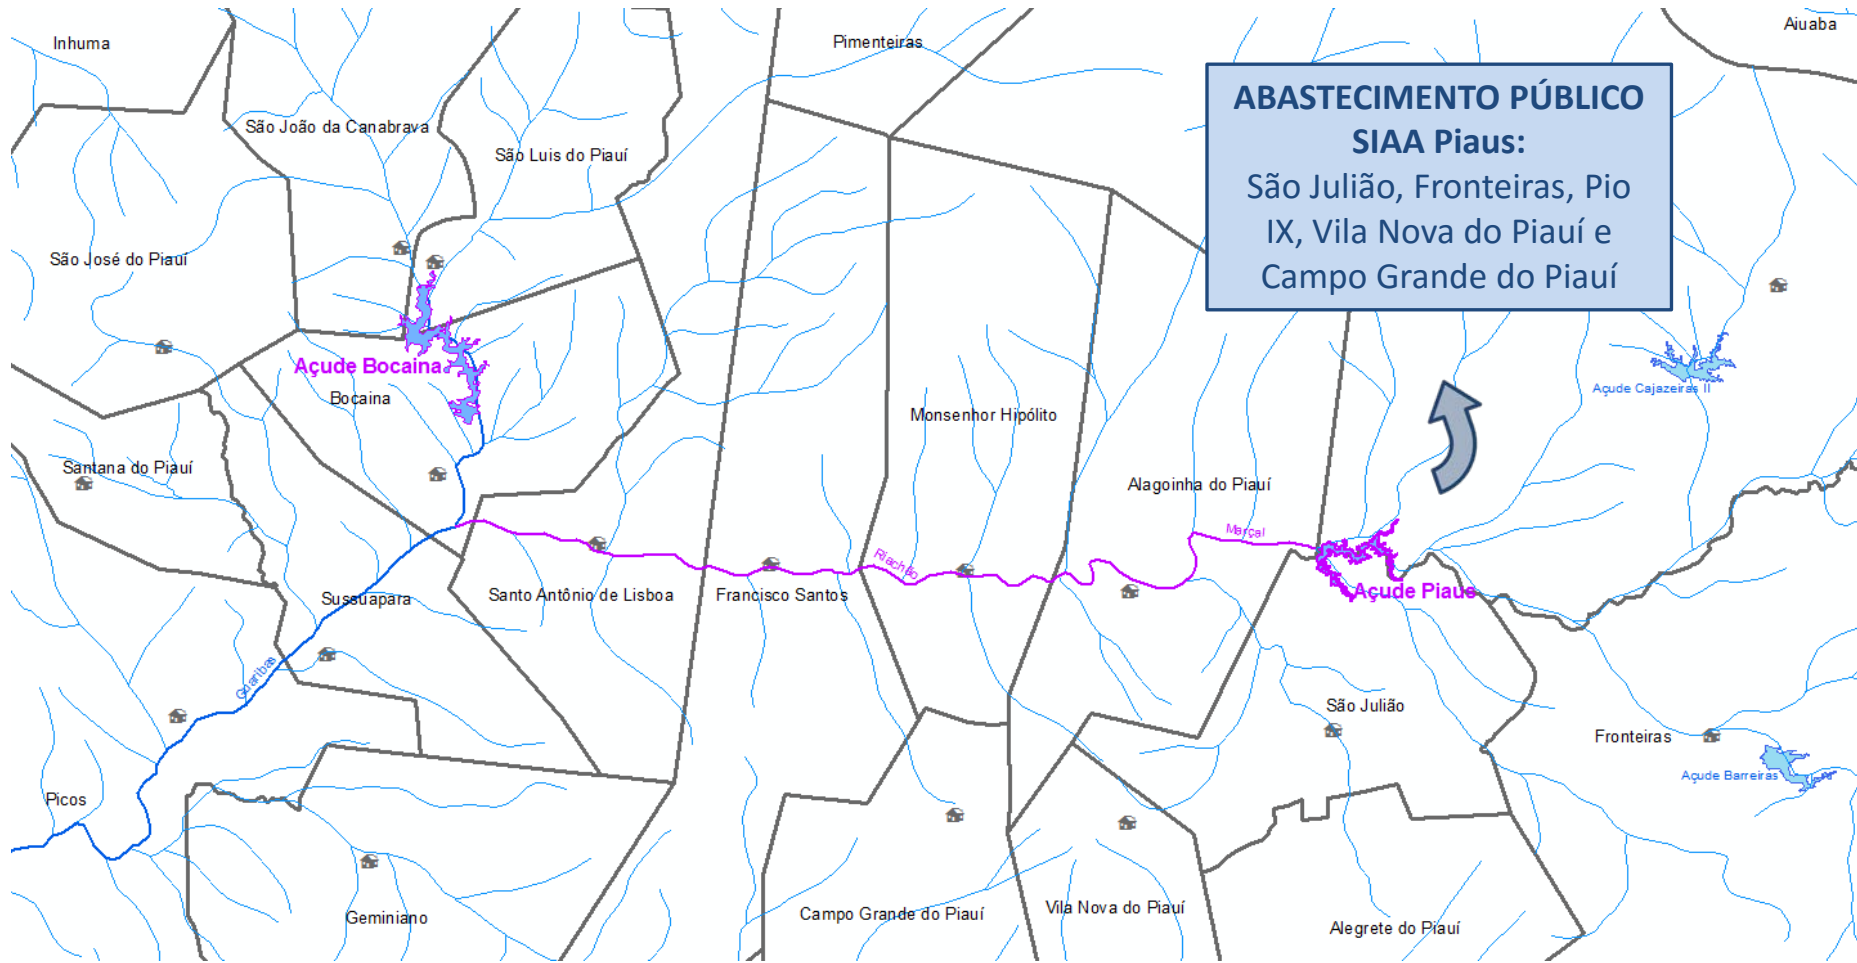 Inhuma
Pimenteiras
Aiuaba
ABASTECIMENTO PÚBLICO
SIAA Piaus:
São Julião, Fronteiras, Pio
IX, Vila Nova do Piauí e
Campo Grande do Piauí
São João da Canabrava
São Luis do Piauí
São José do Piauí
Açude Bocaina
Bocaina
Açude Cajazeiras II
Monsenhor Hipólito
Santana do Piauí
Alagoinha do Piauí
Marçal
Riachão
Açude Piaus
Sussuapara
Santo Antônio de Lisboa
Francisco Santos
Guaribas
São Julião
Fronteiras
Açude Barreiras
Picos
Geminiano
Campo Grande do Piauí
Vila Nova do Piauí
Alegrete do Piauí